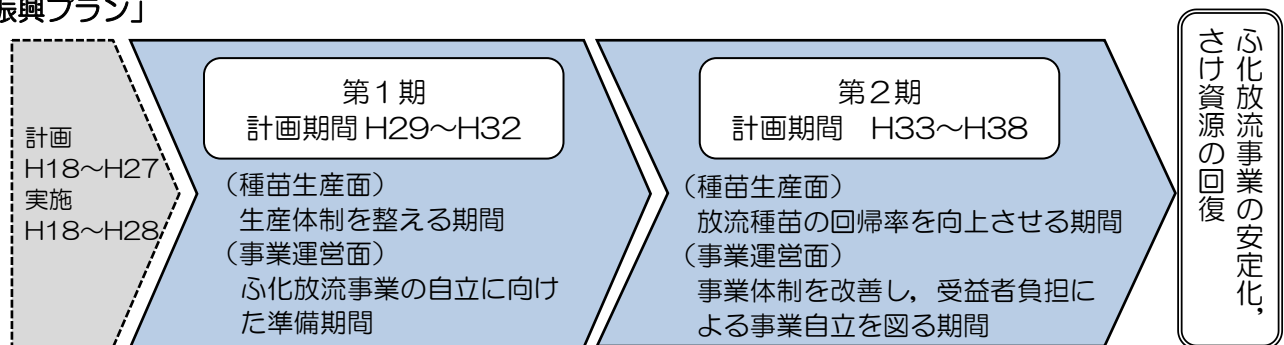 振興プラン」
計画
H18～H27
実施
H18～H28
第１期
計画期間 H29～H32
（種苗生産面）
生産体制を整える期間
（事業運営面）
ふ化放流事業の自立に向け
た準備期間
第２期
計画期間　H33～H38
（種苗生産面）
放流種苗の回帰率を向上させる期間
（事業運営面）
事業体制を改善し，受益者負担に
よる事業自立を図る期間
ふ化放流事業の安定化，
さけ資源の回復